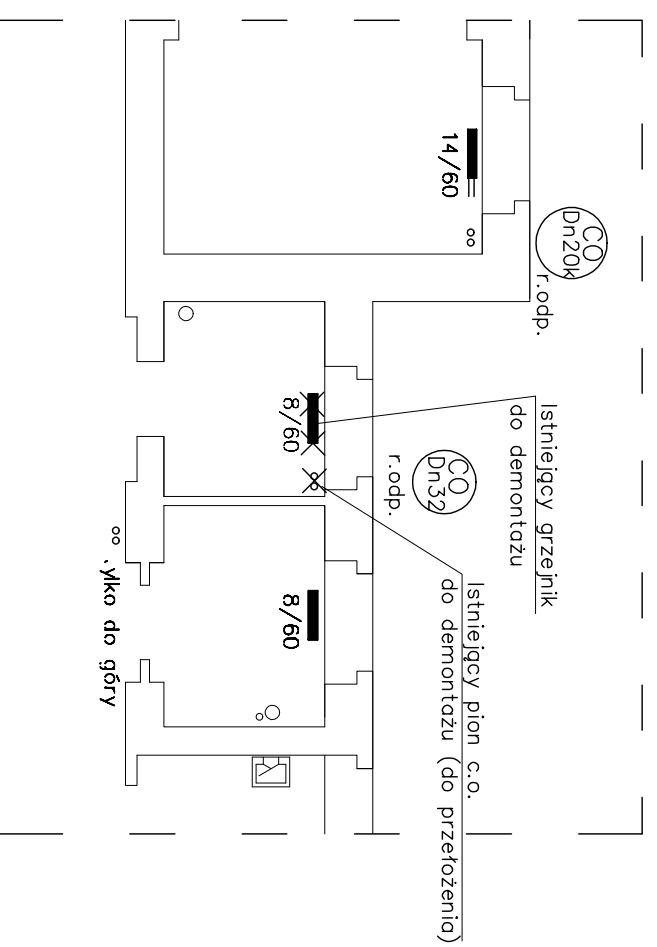 CO
Dn20k
r.odp.
14/60
Istniejący grzejnik
do demontażu
8/60
CO
Dn32
r.odp.
Istniejący pion c.o.
do demontażu (do przełożenia)
8/60
ylko do góry